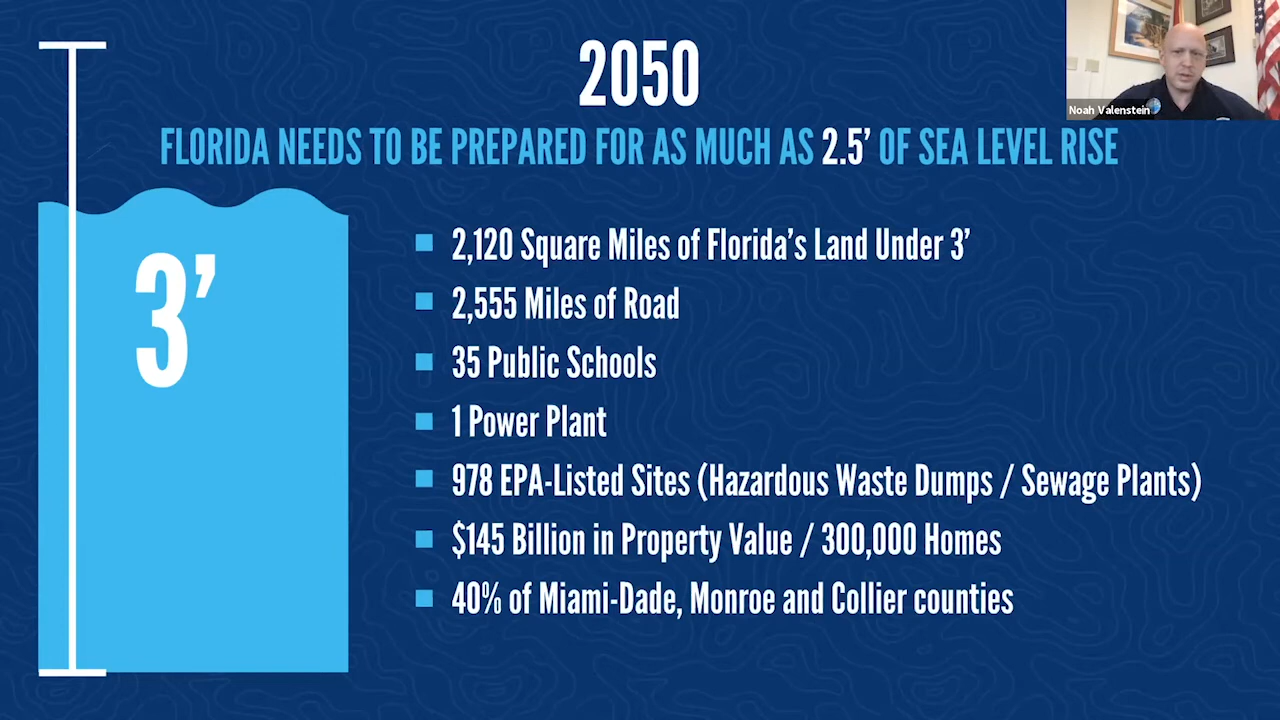 2050
FLORIDA NEEDS TO BE PREPARED FOR AS MUCH AS 2.5’ OF SEA LEVEL RISE
3’
2,120 Square Miles of Florida’s Land Under 3’
2,555 Miles of Road
35 Public Schools
1 Power Plant
978 EPA-Listed Sites (Hazardous Waste Dumps / Sewage Plants)
$145 Billion in Property Value / 300,000 Homes
40% of Miami-Dade, Monroe and Collier counties
Noah Valenstein